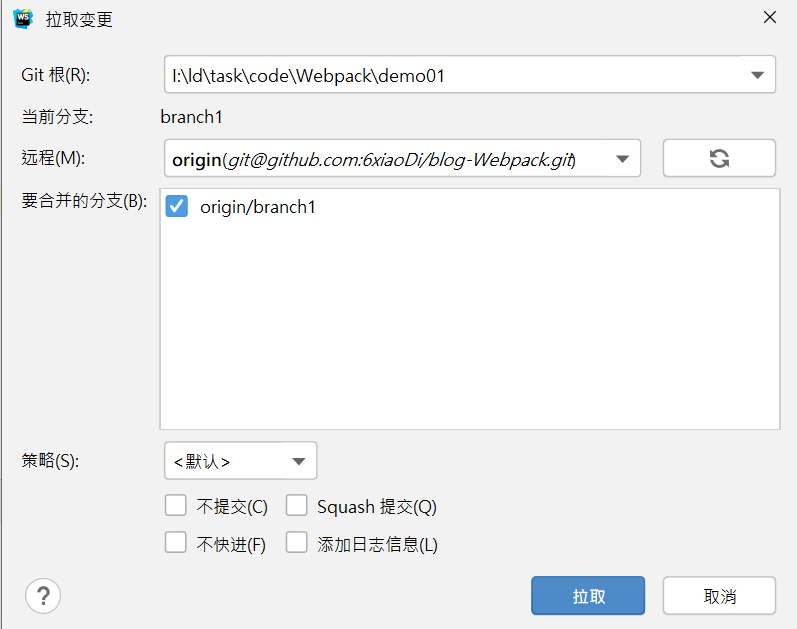 WS 拉取变更
Git 根(R): I:\ld\task\code\Webpack\demo01
当前分支: branch1
远程(M): origin(git@github.com:6xiaoDi/blog-Webpack.git)
要合并的分支(B): origin/branch1
策略(S): <默认>
不提交(C) Squash 提交(Q)
不快进(F) 添加日志信息(L)
? 拉取 取消